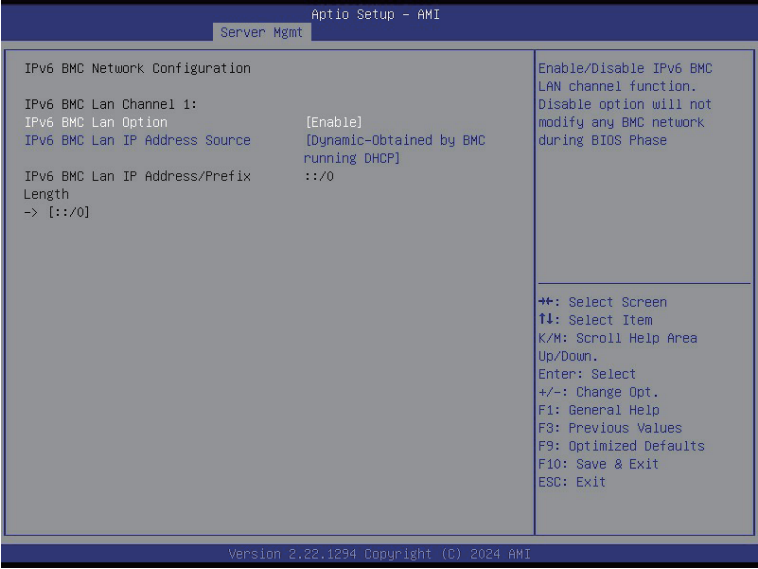 Aptio Setup – AMI
Server Mgmt
IPv6 BMC Network Configuration
IPv6 BMC Lan Channel 1:
IPv6 BMC Lan Option [Enable]
IPv6 BMC Lan IP Address Source [Dynamic-Obtained by BMC
running DHCP]
IPv6 BMC Lan IP Address/Prefix ::/0
Length
-> [::/0]
Enable/Disable IPv6 BMC
LAN channel function.
Disable option will not
modify any BMC network
during BIOS Phase
→←: Select Screen
↑↓: Select Item
K/M: Scroll Help Area
Up/Down.
Enter: Select
+/-: Change Opt.
F1: General Help
F3: Previous Values
F9: Optimized Defaults
F10: Save & Exit
ESC: Exit
Version 2.22.1294 Copyright (C) 2024 AMI